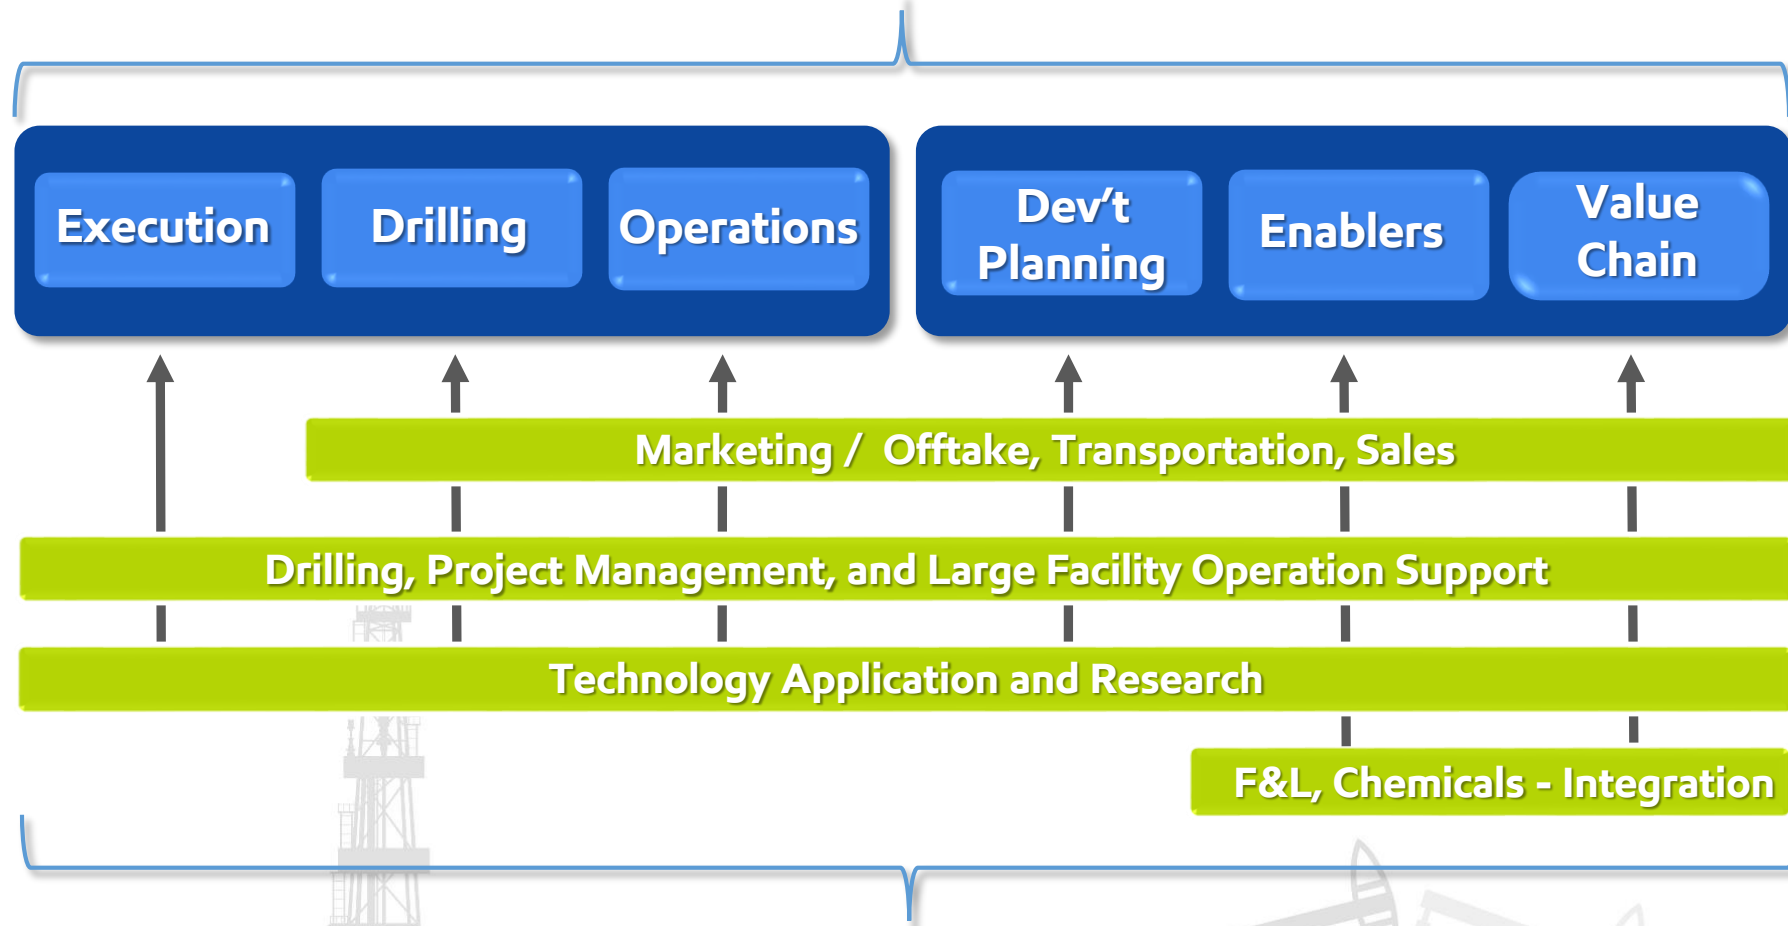 Execution
Drilling
Operations
Dev't
Planning
Enablers
Value
Chain
Marketing / Offtake, Transportation, Sales
Drilling, Project Management, and Large Facility Operation Support
Technology Application and Research
F&L, Chemicals - Integration